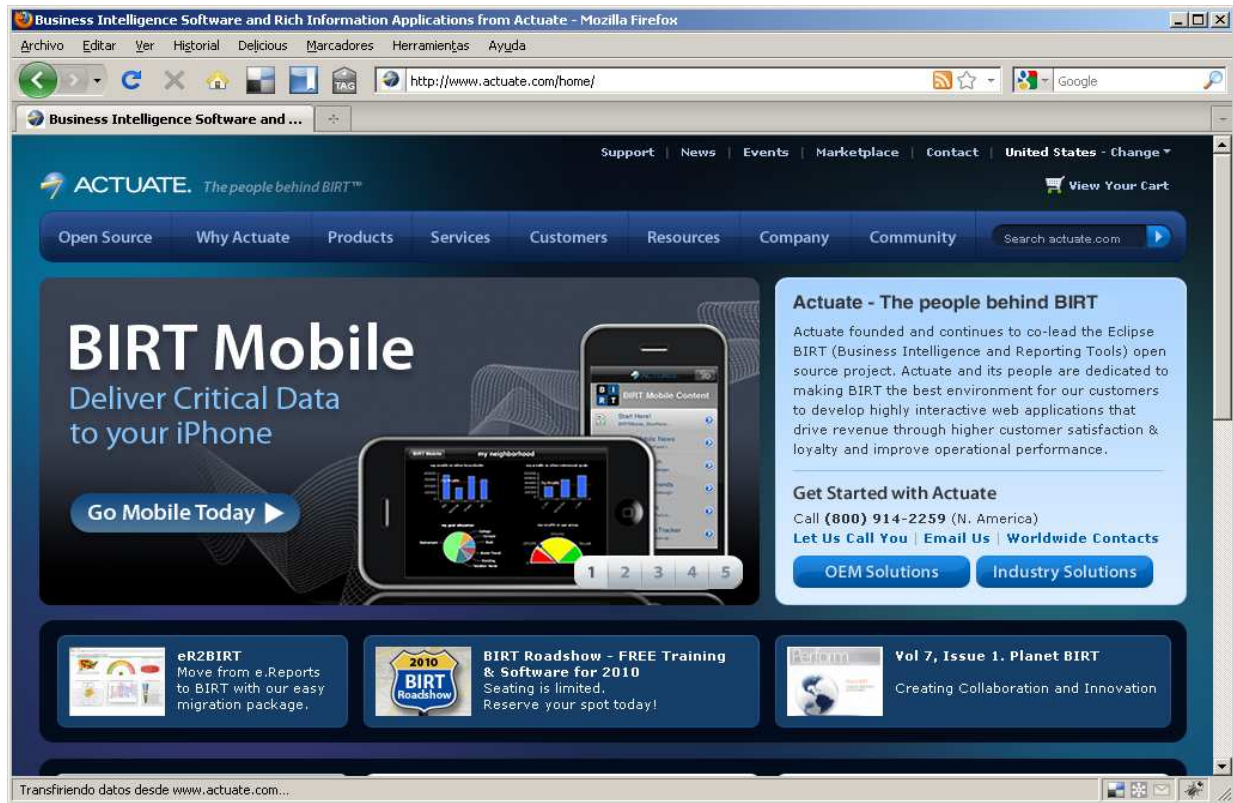 Business Intelligence Software and Rich Information Applications from Actuate - Mozilla Firefox
Archivo Editar Ver Historial Delicious Marcadores Herramientas Ayuda
TAG http://www.actuate.com/home/ Google
Business Intelligence Software and ...
Support | News | Events | Marketplace | Contact | United States - Change
ACTUATE. The people behind BIRT™
View Your Cart
Open Source Why Actuate Products Services Customers Resources Company Community Search actuate.com
BIRT Mobile
Deliver Critical Data
to your iPhone
Go Mobile Today
BIRT Mobile Content
Start Here!
BIRT Mobile my neighborhood
1 2 3 4 5
Actuate - The people behind BIRT
Actuate founded and continues to co-lead the Eclipse
BIRT (Business Intelligence and Reporting Tools) open
source project. Actuate and its people are dedicated to
making BIRT the best environment for our customers
to develop highly interactive web applications that
drive revenue through higher customer satisfaction &
loyalty and improve operational performance.
Get Started with Actuate
Call (800) 914-2259 (N. America)
Let Us Call You | Email Us | Worldwide Contacts
OEM Solutions Industry Solutions
eR2BIRT
Move from e.Reports
to BIRT with our easy
migration package.
2010
BIRT
Roadshow
BIRT Roadshow - FREE Training
& Software for 2010
Seating is limited.
Reserve your spot today!
Perform
Vol 7, Issue 1. Planet BIRT
Creating Collaboration and Innovation
Transfiriendo datos desde www.actuate.com...